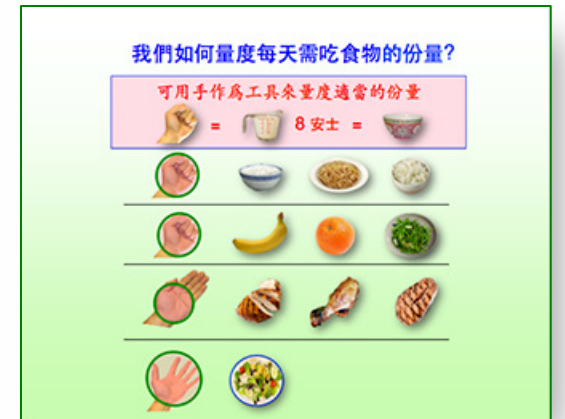 我們如何量度每天需吃食物的份量?
可用手作為工具來量度適當的份量
= 8 安士 =